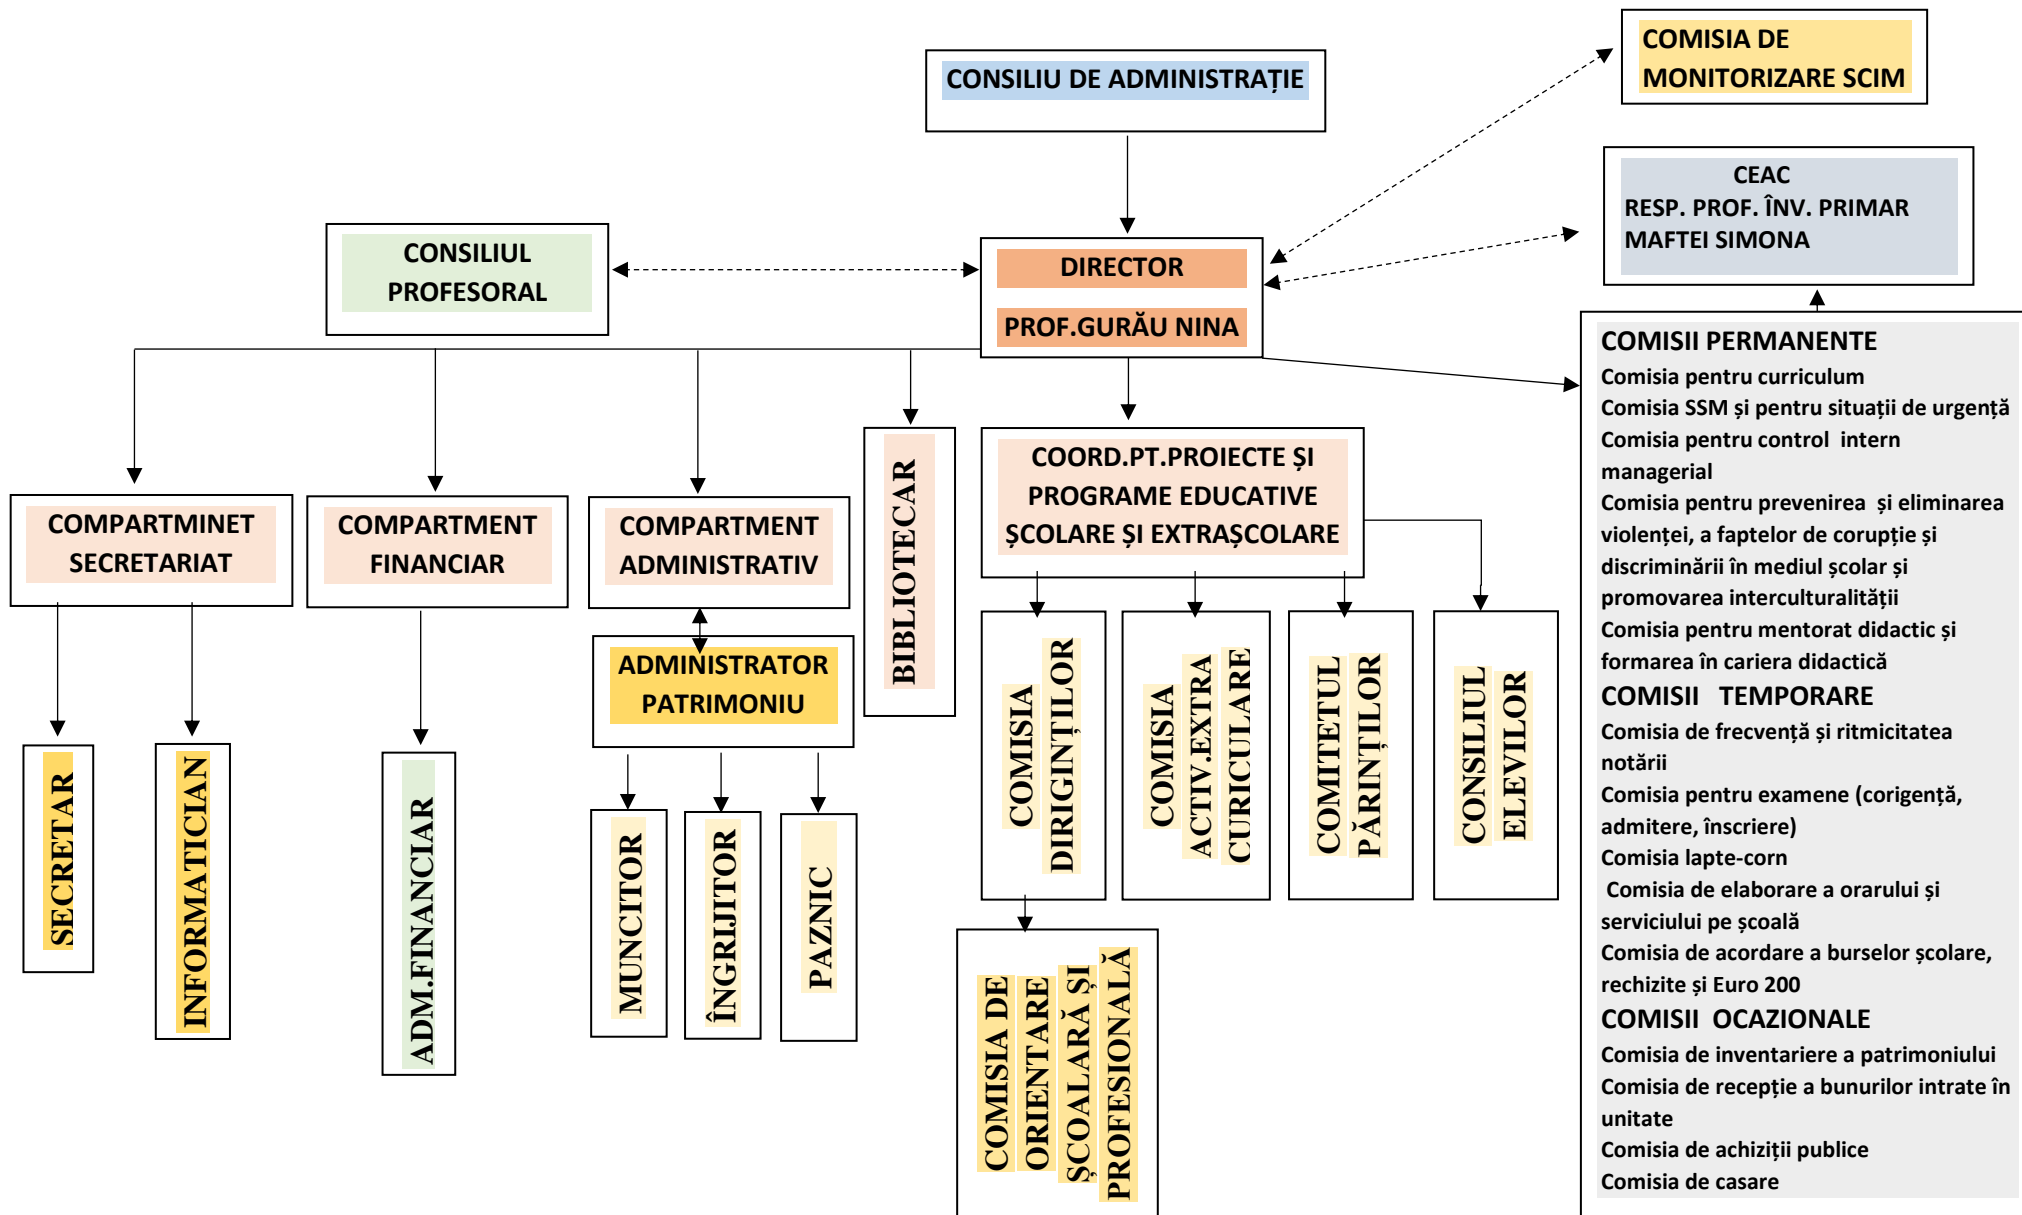 CONSILIU DE ADMINISTRAȚIE
COMISIA DE
MONITORIZARE SCIM
CEAC
RESP. PROF. ÎNV. PRIMAR
MAFTEI SIMONA
CONSILIUL
PROFESORAL
DIRECTOR
PROF.GURĂU NINA
COMPARTMINET
SECRETARIAT
COMPARTMENT
FINANCIAR
COMPARTMENT
ADMINISTRATIV
BIBLIOTECAR
COORD.PT.PROIECTE ȘI
PROGRAME EDUCATIVE
ȘCOLARE ȘI EXTRAȘCOLARE
ADMINISTRATOR
PATRIMONIU
SECRETAR
INFORMATICIAN
ADM.FINANCIAR
MUNCITOR
ÎNGRIJITOR
PAZNIC
COMISIA
DIRIGINȚILOR
COMISIA
ACTIV.EXTRA
CURICULARE
COMITETUL
PĂRINȚILOR
CONSILIUL
ELEVILOR
COMISIA DE
ORIENTARE
ȘCOALARĂ ȘI
PROFESIONALĂ
COMISII PERMANENTE
Comisia pentru curriculum
Comisia SSM și pentru situații de urgență
Comisia pentru control intern
managerial
Comisia pentru prevenirea și eliminarea
violenței, a faptelor de corupție și
discriminării în mediul școlar și
promovarea interculturalității
Comisia pentru mentorat didactic și
formarea în cariera didactică
COMISII TEMPORARE
Comisia de frecvență și ritmicitatea
notării
Comisia pentru examene (corigență,
admitere, înscriere)
Comisia lapte-corn
Comisia de elaborare a orarului și
serviciului pe școală
Comisia de acordare a burselor școlare,
rechizite și Euro 200
COMISII OCAZIONALE
Comisia de inventariere a patrimoniului
Comisia de recepție a bunurilor intrate în
unitate
Comisia de achiziții publice
Comisia de casare